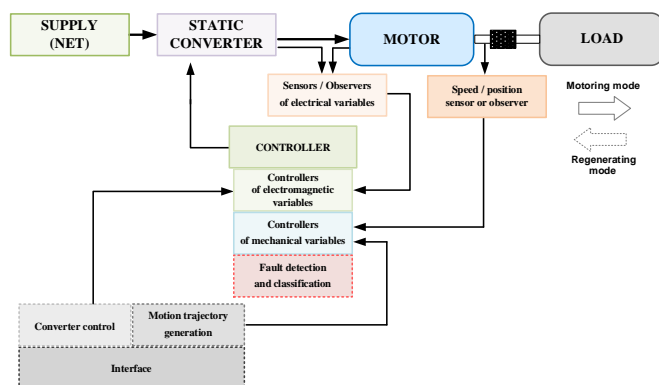 SUPPLY
(NET)
STATIC
CONVERTER
MOTOR
LOAD
Sensors / Observers
of electrical variables
Speed / position
sensor or observer
Motoring mode
Regenerating
mode
CONTROLLER
Controllers
of electromagnetic
variables
Controllers
of mechanical variables
Fault detection
and classification
Converter control
Motion trajectory
generation
Interface